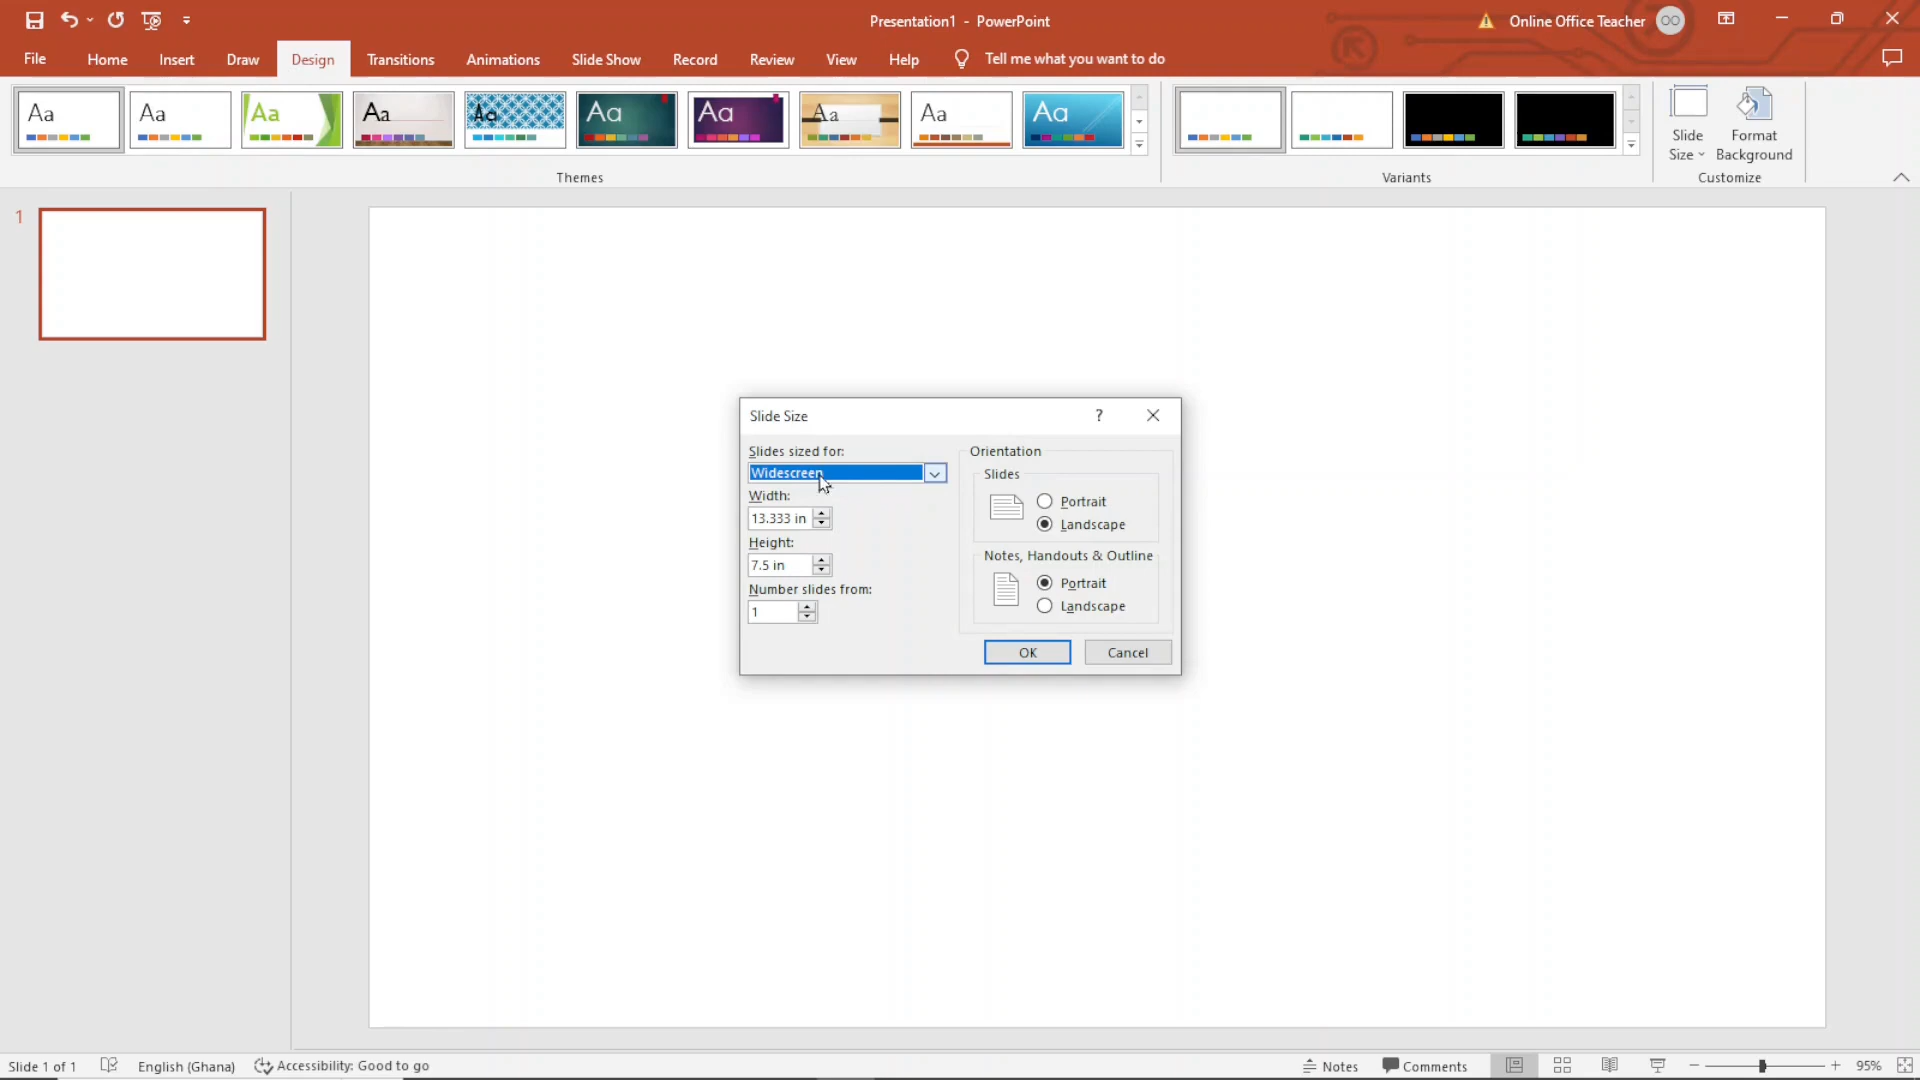 Presentation1 - PowerPoint
Online Office Teacher
OO
File
Home
Insert
Draw
Design
Transitions
Animations
Slide Show
Record
Review
View
Help
Tell me what you want to do
Aa
Aa
Aa
Aa
Aa
Aa
Aa
Aa
Aa
Aa
Slide
Size
Format
Background
Themes
Variants
Customize
1
Slide Size
?
Slides sized for:
Widescreen
Width:
13.333 in
Height:
7.5 in
Number slides from:
1
Orientation
Slides
Portrait
Landscape
Notes, Handouts & Outline
Portrait
Landscape
OK
Cancel
Slide 1 of 1
English (Ghana)
Accessibility: Good to go
Notes
Comments
95%